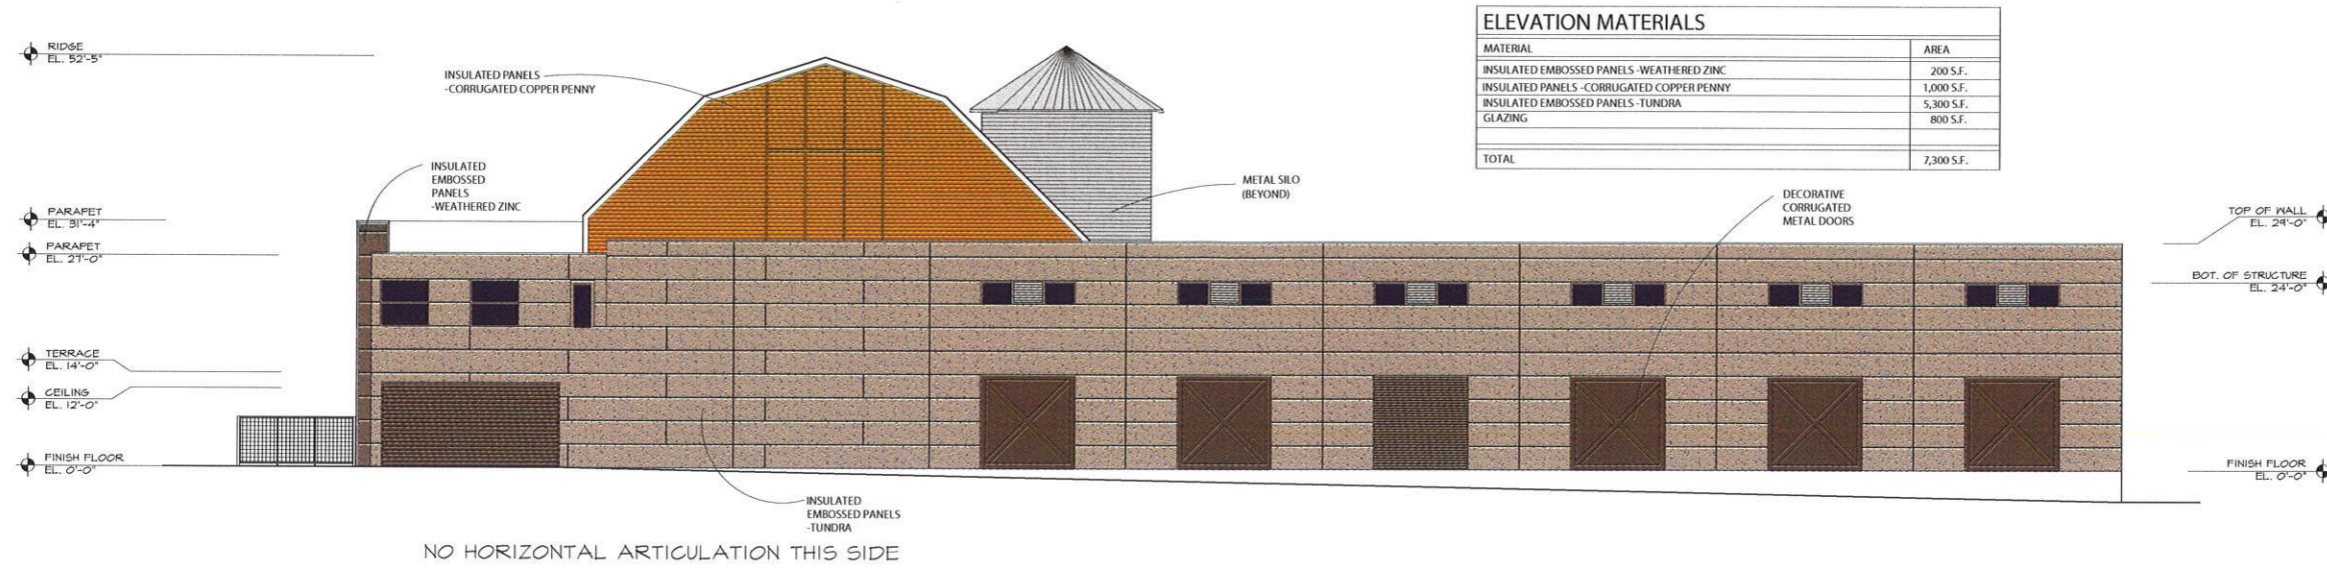 RIDGE
EL. 52'-5"
PARAPET
EL. 31'-4"
PARAPET
EL. 27'-0"
TERRACE
EL. 14'-0"
CEILING
EL. 12'-0"
FINISH FLOOR
EL. 0'-0"
INSULATED PANELS
-CORRUGATED COPPER PENNY
INSULATED
EMBOSSED
PANELS
-WEATHERED ZINC
METAL SILO
(BEYOND)
ELEVATION MATERIALS
MATERIAL AREA
INSULATED EMBOSSED PANELS -WEATHERED ZINC 200 S.F.
INSULATED PANELS -CORRUGATED COPPER PENNY 1,000 S.F.
INSULATED EMBOSSED PANELS -TUNDRA 5,300 S.F.
GLAZING 800 S.F.
TOTAL 7,300 S.F.
DECORATIVE
CORRUGATED
METAL DOORS
TOP OF WALL
EL. 29'-0"
BOT. OF STRUCTURE
EL. 24'-0"
FINISH FLOOR
EL. 0'-0"
INSULATED
EMBOSSED PANELS
-TUNDRA
NO HORIZONTAL ARTICULATION THIS SIDE